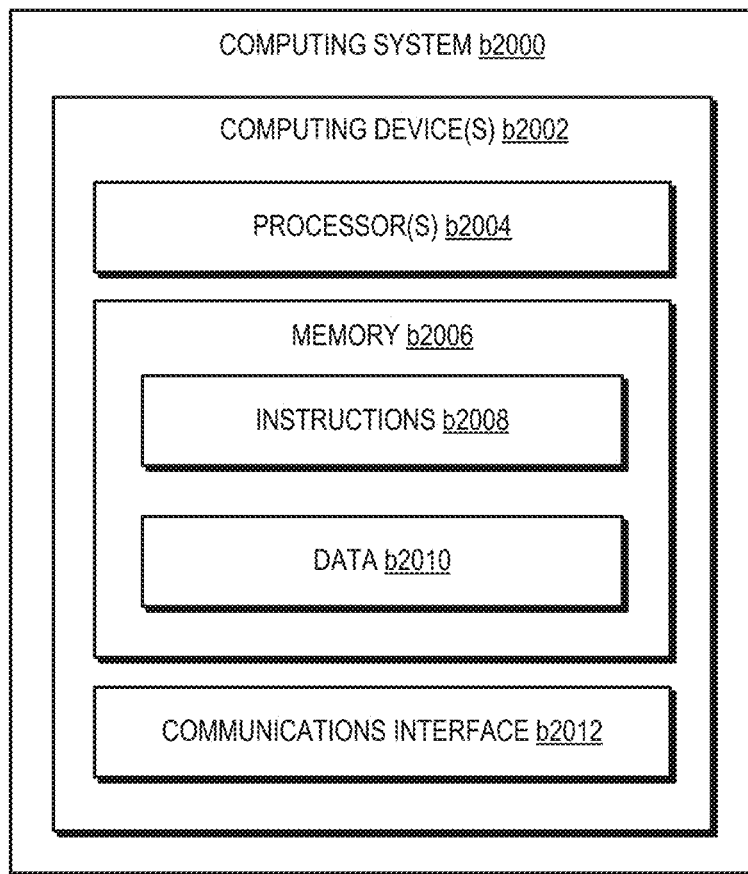 COMPUTING SYSTEM b2000
COMPUTING DEVICE(S) b2002
PROCESSOR(S) b2004
MEMORY b2006
INSTRUCTIONS b2008
DATA b2010
COMMUNICATIONS INTERFACE b2012